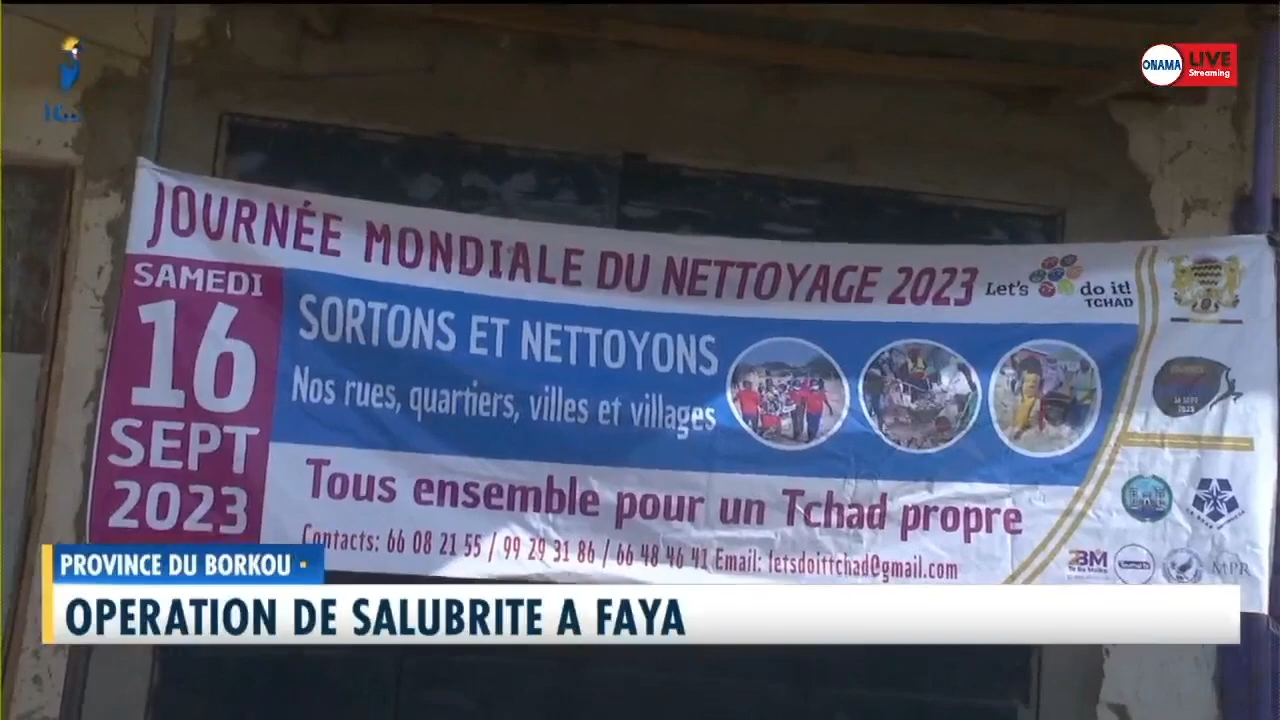 ONAMA LIVE
Streaming
JOURNÉE MONDIALE DU NETTOYAGE 2023
Let's do it!
TCHAD
SAMEDI
16
SEPT
2023
SORTONS ET NETTOYONS
Nos rues, quartiers, villes et villages
Tous ensemble pour un Tchad propre
Contacts: 66 08 21 55 / 99 29 31 86 / 66 48 46 41 Email: letsdoittchad@gmail.com
MPR
PROVINCE DU BORKOU
OPERATION DE SALUBRITE A FAYA